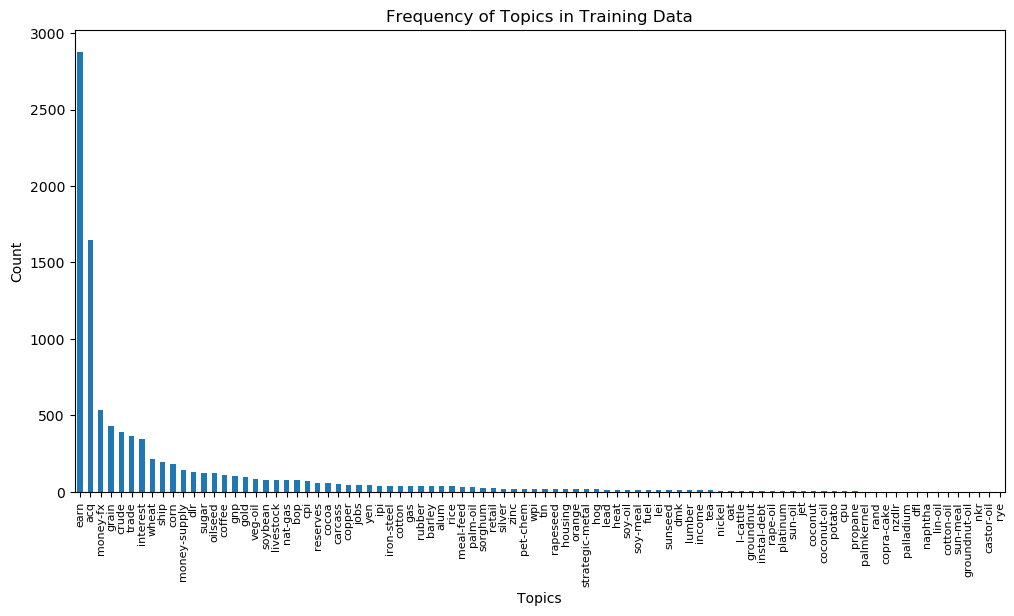 Frequency of Topics in Training Data
3000
2500
2000
1500
1000
500
0
Count
earn
acq
money-fx
grain
crude
trade
interest
wheat
ship
corn
money-supply
dlr
sugar
oilseed
coffee
gnp
gold
veg-oil
soybean
livestock
nat-gas
bop
cpi
reserves
cocoa
carcass
copper
jobs
yen
ipi
iron-steel
cotton
gas
rubber
barley
alum
rice
meal-feed
palm-oil
sorghum
retail
silver
zinc
pet-chem
wpi
tin
rapeseed
housing
orange
strategic-metal
hog
lead
heat
soy-oil
soy-meal
fuel
lei
sunseed
dmk
lumber
income
tea
nickel
oat
l-cattle
groundnut
instal-debt
rape-oil
platinum
sun-oil
jet
coconut
coconut-oil
potato
cpu
propane
palmkernel
rand
copra-cake
nzdlr
palladium
dfl
naphtha
lin-oil
cotton-oil
sun-meal
groundnut-oil
nkr
castor-oil
rye
Topics